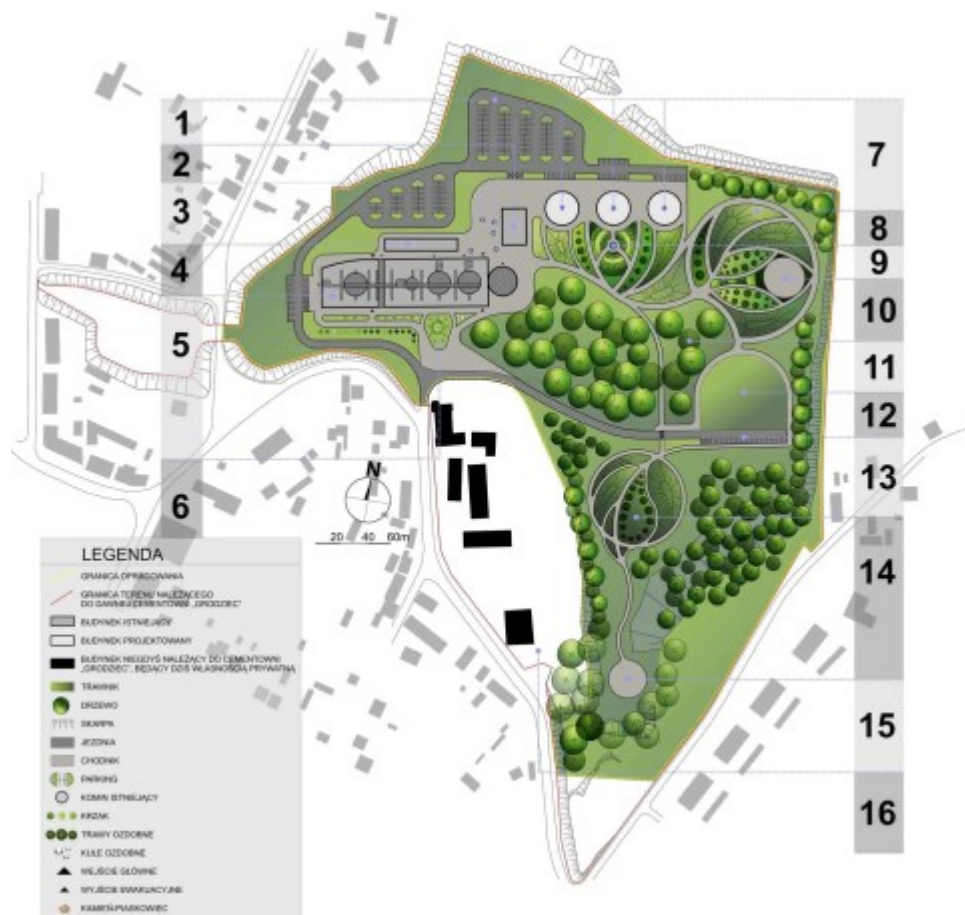 1
2
3
4
5
6
7
8
9
10
11
12
13
14
15
16
N
20 40 60m
LEGENDA
GRANICA OPRACOWANIA
GRANICA TERENU NALEŻĄCEGO
DO DAWNEJ CEMENTOWNI „GRODZIEC"
BUDYNEK ISTNIEJĄCY
BUDYNEK PROJEKTOWANY
BUDYNEK NIEGDYŚ NALEŻĄCY DO CEMENTOWNI
„GRODZIEC", BĘDĄCY DZIŚ WŁASNOŚCIĄ PRYWATNĄ
TRAWNIK
DRZEWO
SKARPA
JEZDNIA
CHODNIK
PARKING
KOMIN ISTNIEJĄCY
KRZAK
TRAWY OZDOBNE
KULE OZDOBNE
WEJŚCIE GŁÓWNE
WYJŚCIE EWAKUACYJNE
KAMIEŃ-PIASKOWIEC